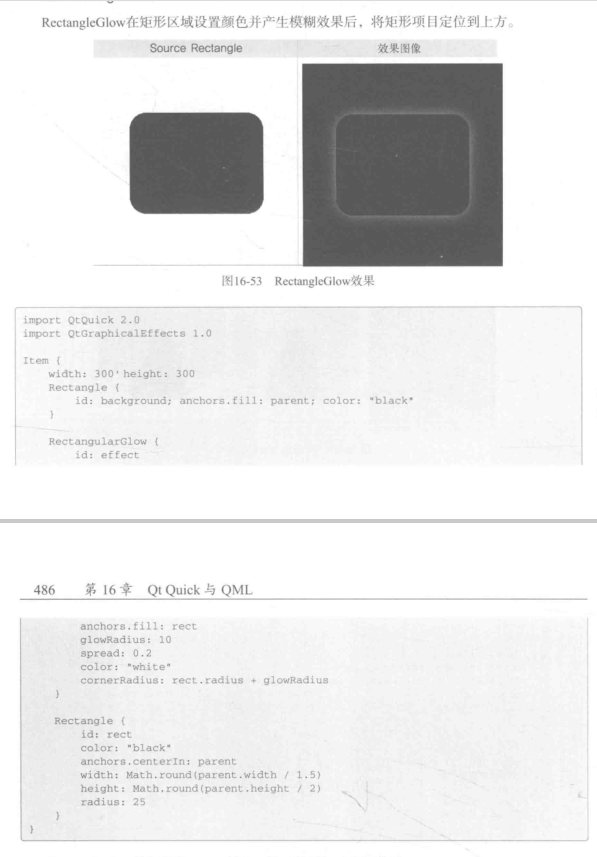 RectangleGlow在矩形区域设置颜色并产生模糊效果后，将矩形项目定位到上方。
Source Rectangle 效果图像
图16-53 RectangleGlow效果
import QtQuick 2.0
import QtGraphicalEffects 1.0
Item {
width: 300; height: 300
Rectangle {
id: background; anchors.fill: parent; color: "black"
}
RectangularGlow {
id: effect
486 第 16 章 Qt Quick 与 QML
anchors.fill: rect
glowRadius: 10
spread: 0.2
color: "white"
cornerRadius: rect.radius + glowRadius
}
Rectangle {
id: rect
color: "black"
anchors.centerIn: parent
width: Math.round(parent.width / 1.5)
height: Math.round(parent.height / 2)
radius: 25
}
}